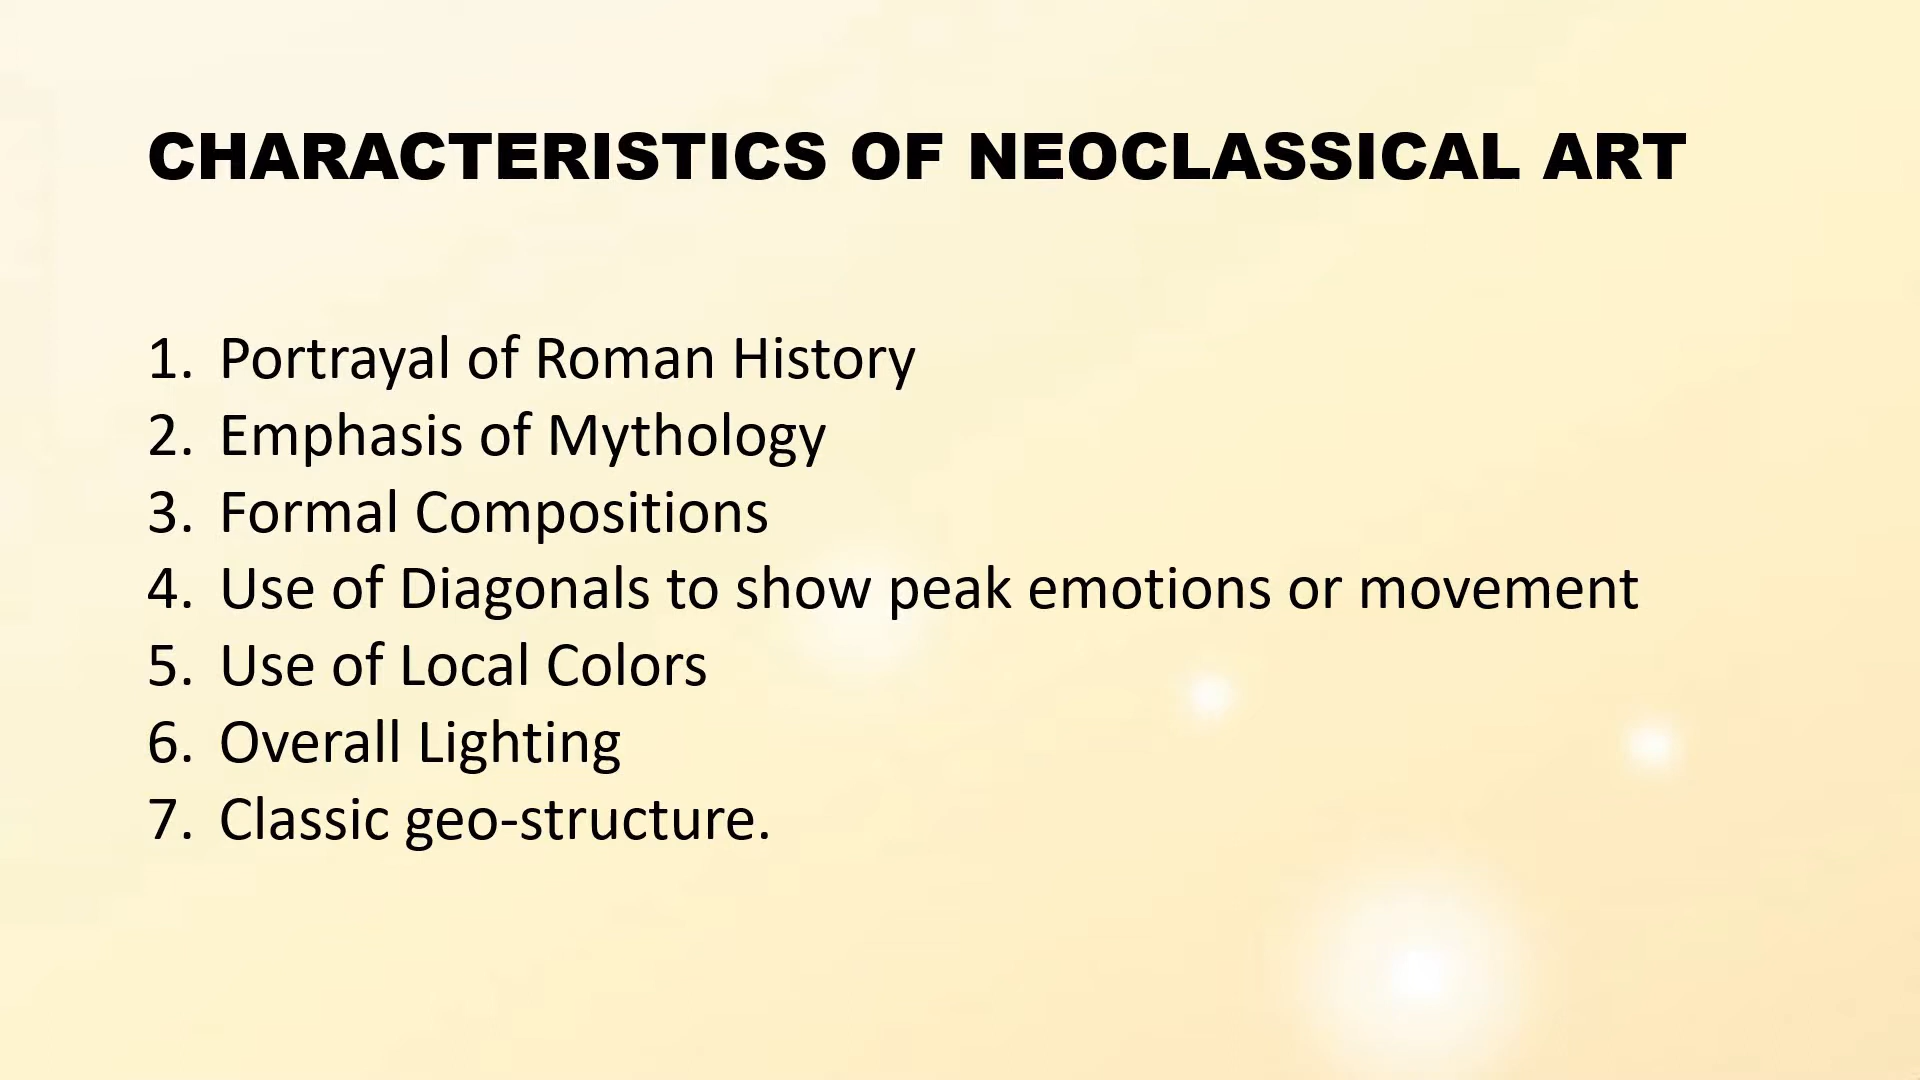 CHARACTERISTICS OF NEOCLASSICAL ART
1. Portrayal of Roman History
2. Emphasis of Mythology
3. Formal Compositions
4. Use of Diagonals to show peak emotions or movement
5. Use of Local Colors
6. Overall Lighting
7. Classic geo-structure.